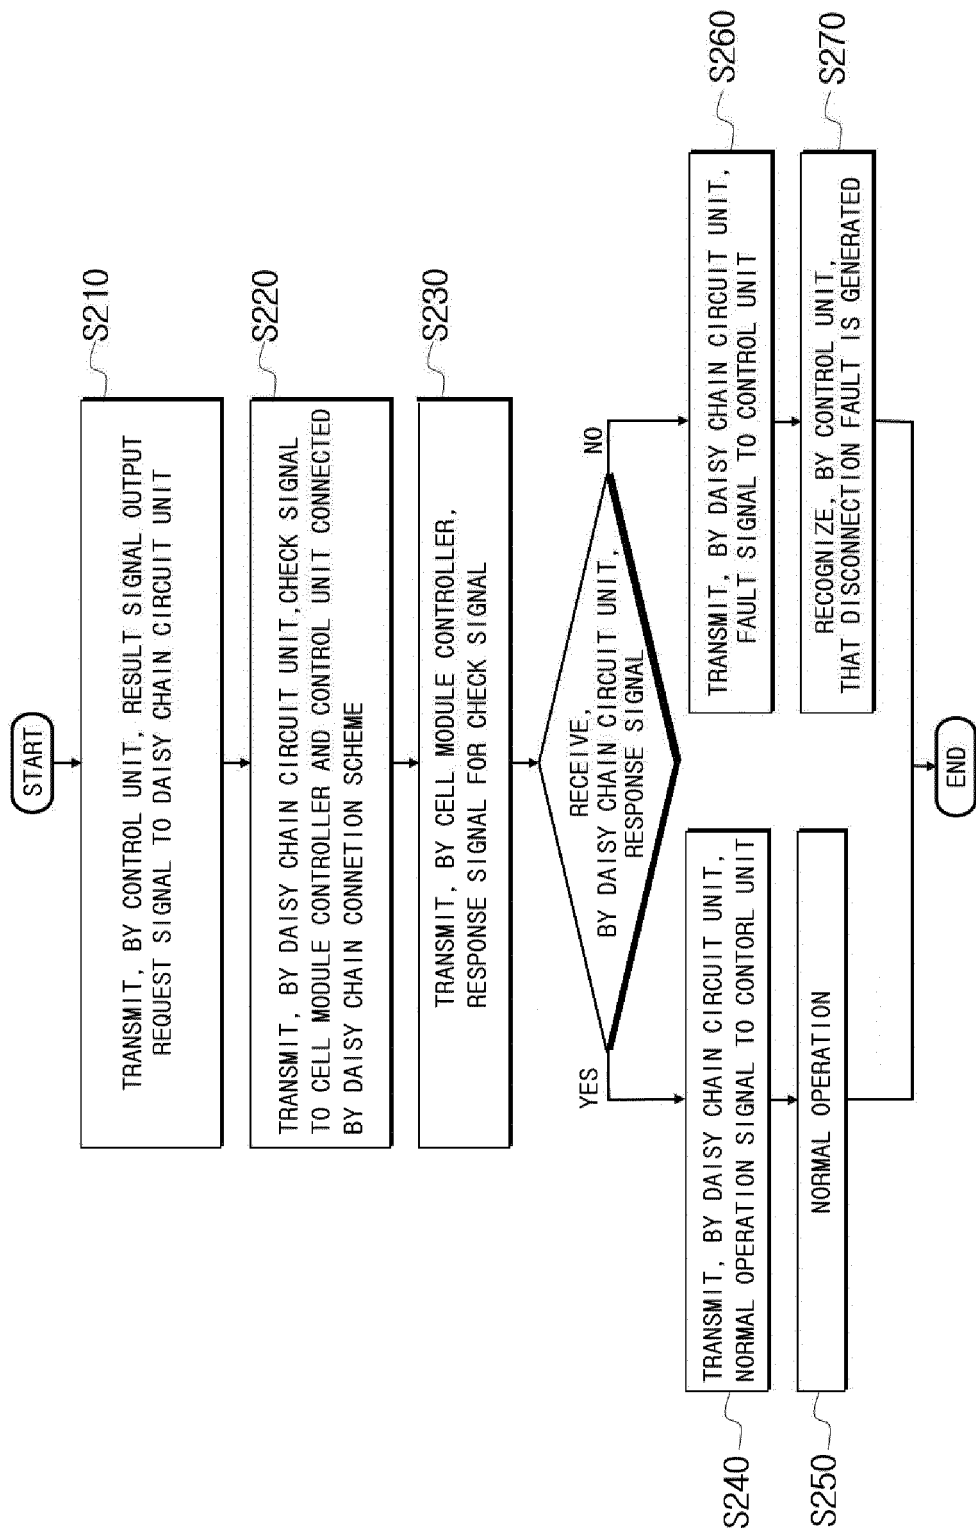 START
TRANSMIT, BY CONTROL UNIT, RESULT SIGNAL OUTPUT
REQUEST SIGNAL TO DAISY CHAIN CIRCUIT UNIT
S210
TRANSMIT, BY DAISY CHAIN CIRCUIT UNIT,CHECK SIGNAL
TO CELL MODULE CONTROLLER AND CONTROL UNIT CONNECTED
BY DAISY CHAIN CONNETION SCHEME
S220
TRANSMIT, BY CELL MODULE CONTROLLER,
RESPONSE SIGNAL FOR CHECK SIGNAL
S230
RECEIVE,
BY DAISY CHAIN CIRCUIT UNIT,
RESPONSE SIGNAL
YES
NO
TRANSMIT, BY DAISY CHAIN CIRCUIT UNIT,
NORMAL OPERATION SIGNAL TO CONTORL UNIT
S240
NORMAL OPERATION
S250
TRANSMIT, BY DAISY CHAIN CIRCUIT UNIT,
FAULT SIGNAL TO CONTROL UNIT
S260
RECOGNIZE, BY CONTROL UNIT,
THAT DISCONNECTION FAULT IS GENERATED
S270
END